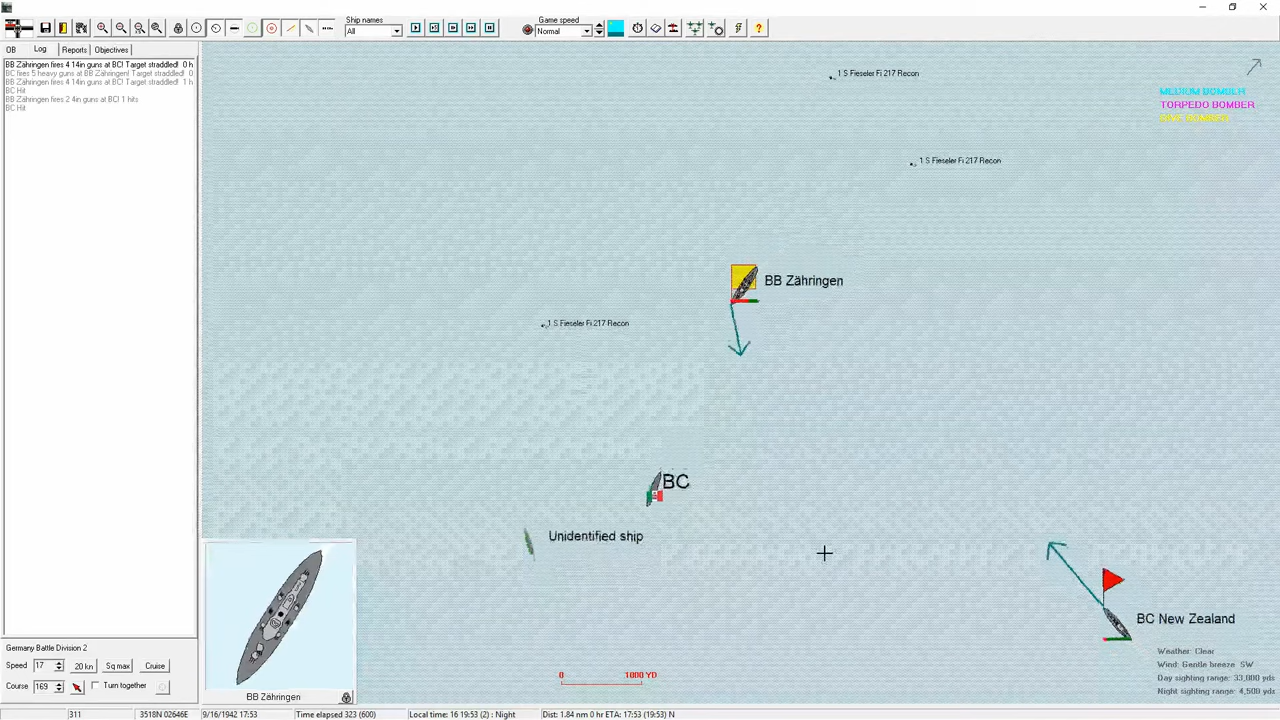 Ship names
Game speed
All
Normal
OB Log Reports Objectives
BB Zähringen fires 4 14in guns at BC! Target straddled! 0 h
BC fires 5 heavy guns at BB Zähringen! Target straddled! 0
BB Zähringen fires 4 14in guns at BC! Target straddled! 1 h
BC Hit
BB Zähringen fires 2 4in guns at BC! 1 hits
BC Hit
1 S Fieseler Fi 217 Recon
MEDIUM BOMBER
TORPEDO BOMBER
DIVE BOMBER
1 S Fieseler Fi 217 Recon
BB Zähringen
1 S Fieseler Fi 217 Recon
BC
Unidentified ship
BC New Zealand
Germany Battle Division 2
Speed 17 20 kn Sq max Cruise
Course 169 Turn together
BB Zähringen
0 1000 YD
Weather: Clear
Wind: Gentle breeze SW
Day sighting range: 33,000 yds
Night sighting range: 4,500 yds
311 3518N 02646E 9/16/1942 17:53 Time elapsed 323 (600) Local time: 16 19:53 (2) : Night Dist: 1.84 nm 0 hr ETA: 17:53 (19:53) N